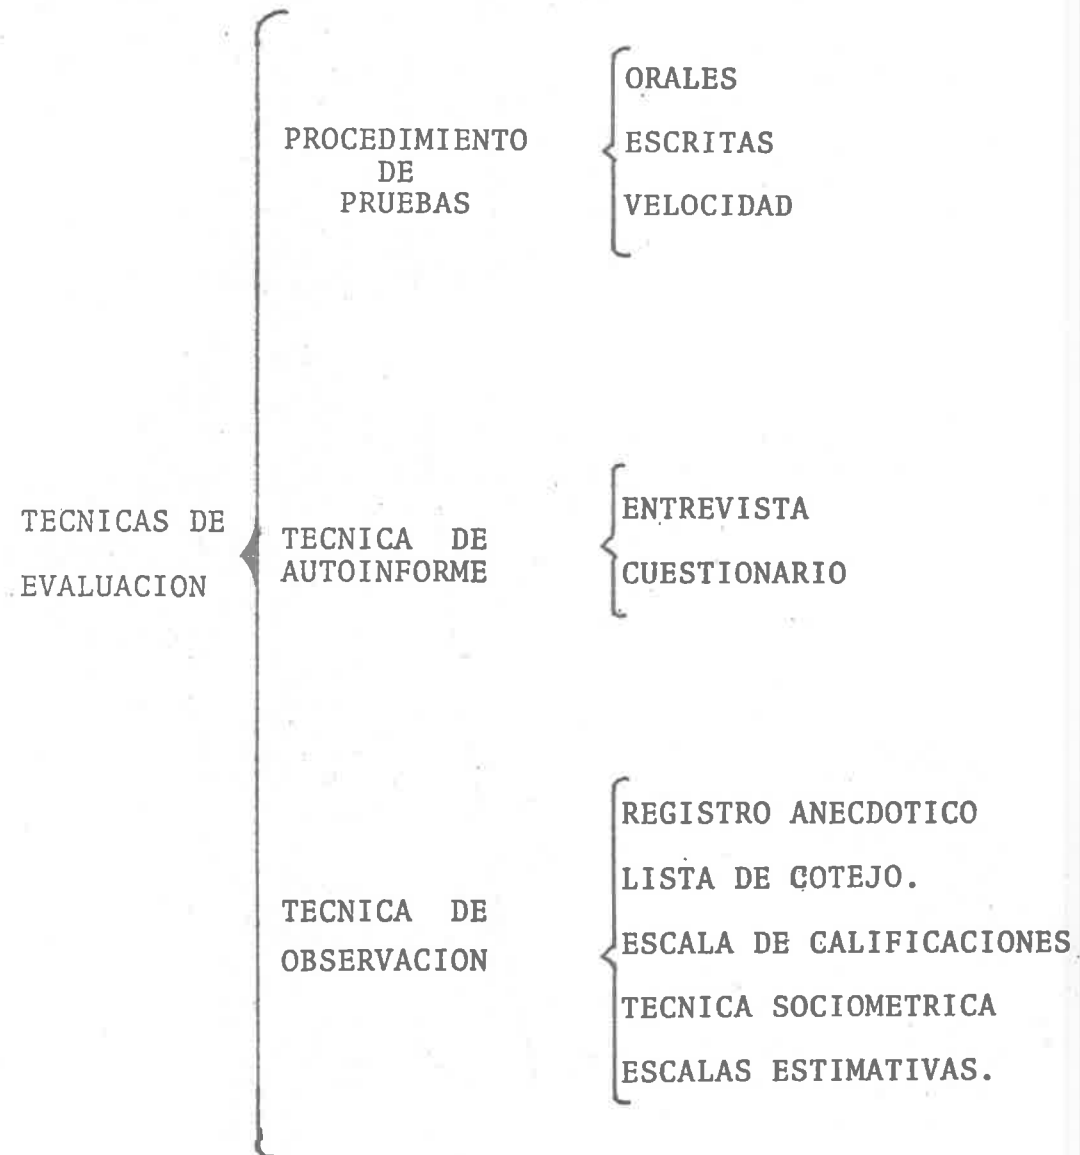 TECNICAS DE
EVALUACION
PROCEDIMIENTO
DE
PRUEBAS
ORALES
ESCRITAS
VELOCIDAD
TECNICA DE
AUTOINFORME
ENTREVISTA
CUESTIONARIO
TECNICA DE
OBSERVACION
REGISTRO ANECDOTICO
LISTA DE COTEJO.
ESCALA DE CALIFICACIONES
TECNICA SOCIOMETRICA
ESCALAS ESTIMATIVAS.